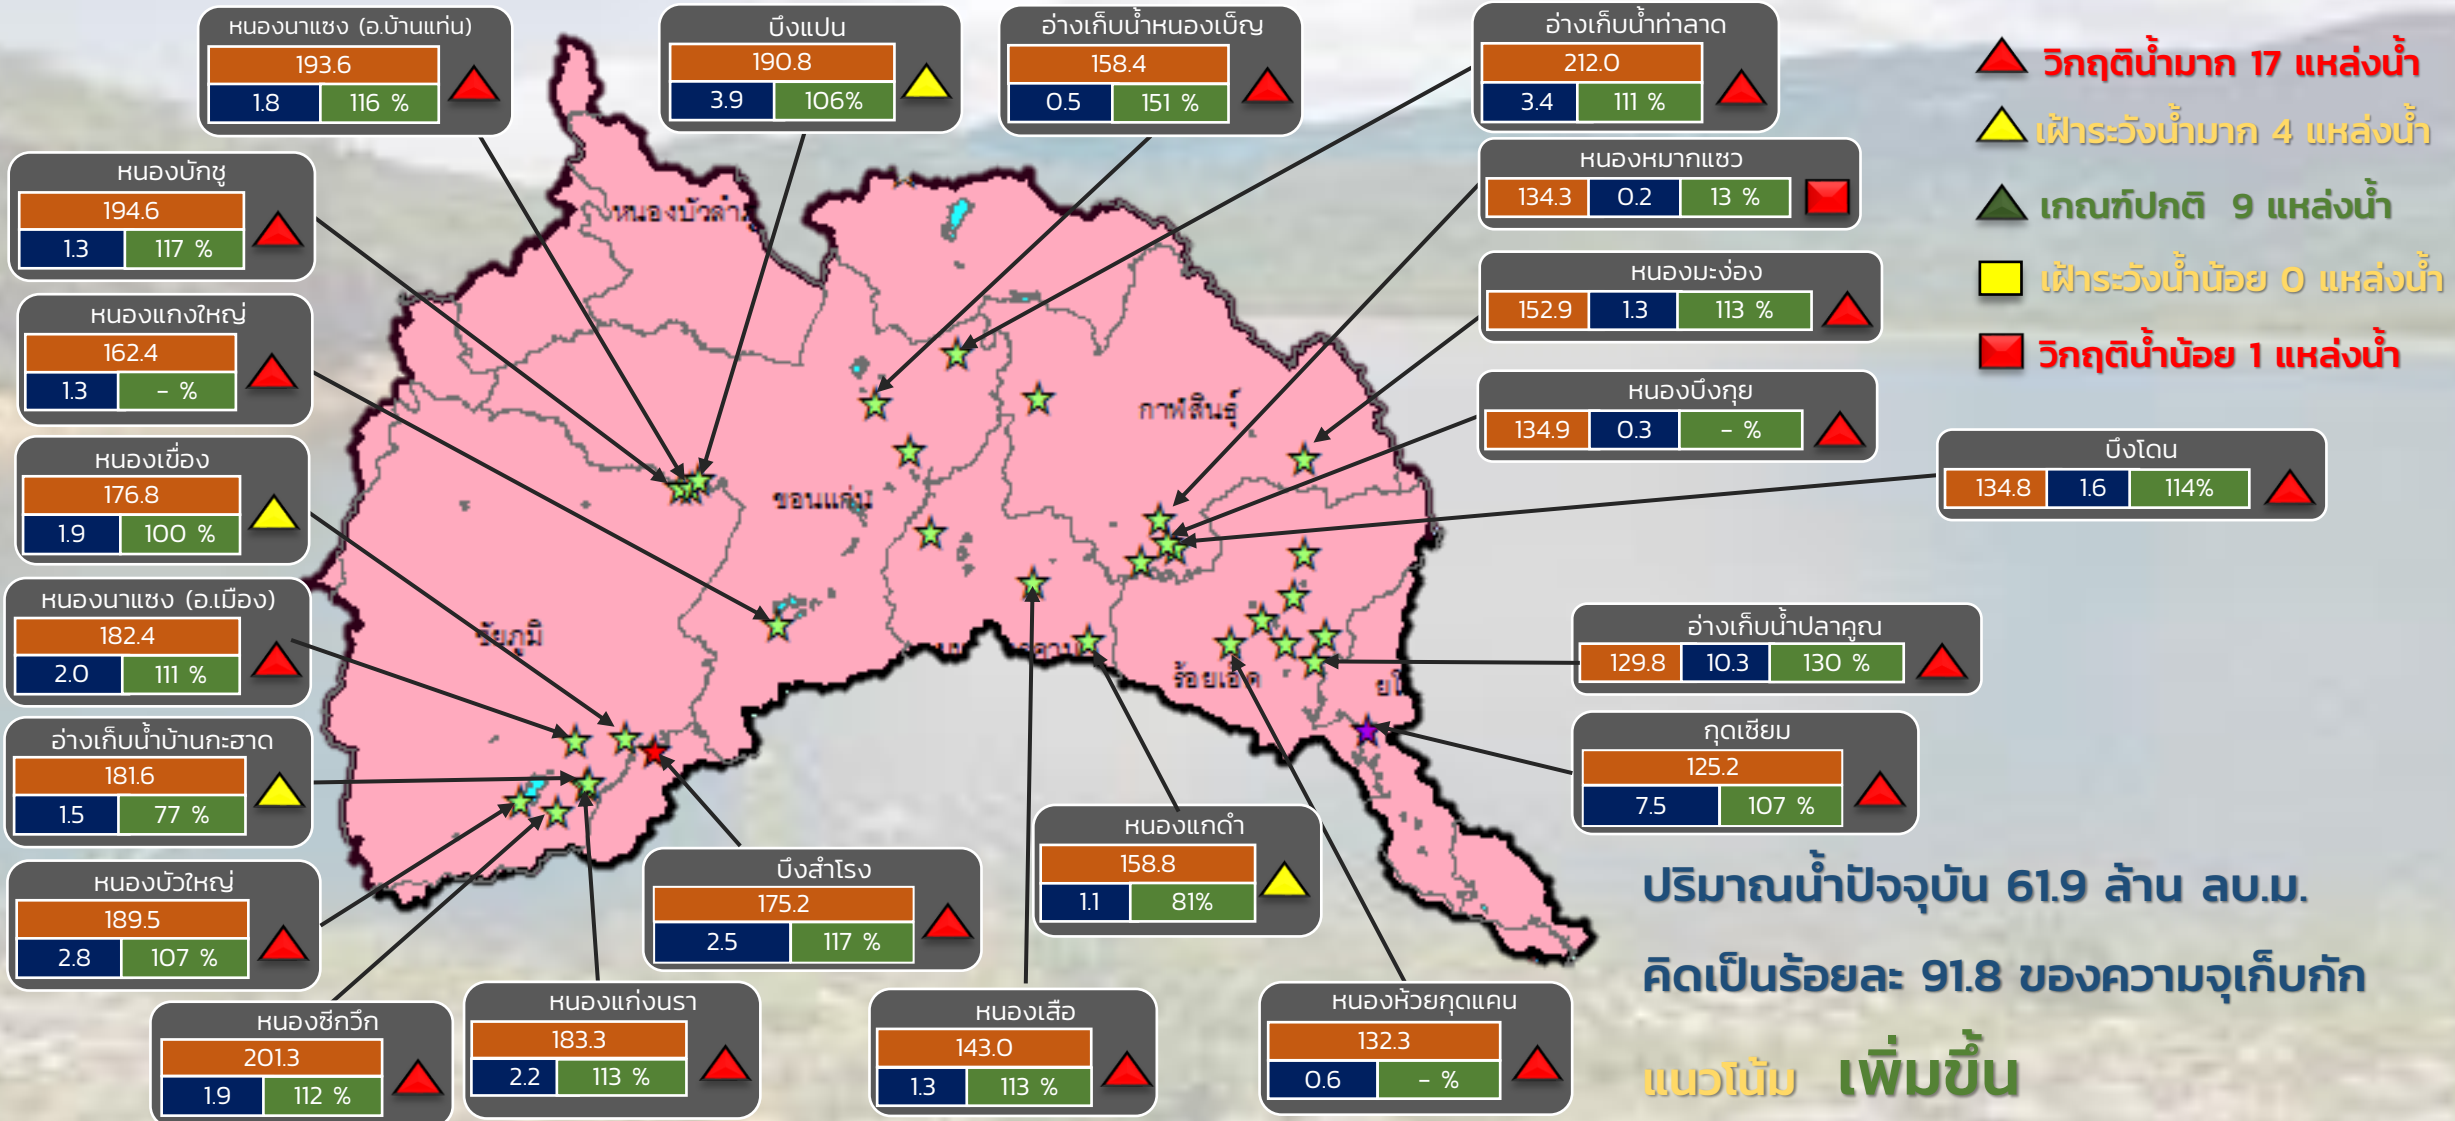 หนองนาแซง (อ.บ้านแท่น)
193.6
1.8 116 %
บึงแปน
190.8
3.9 106%
อ่างเก็บน้ำหนองเบ็ญ
158.4
0.5 151 %
อ่างเก็บน้ำท่าลาด
212.0
3.4 111 %
วิกฤติน้ำมาก 17 แหล่งน้ำ
เฝ้าระวังน้ำมาก 4 แหล่งน้ำ
เกณฑ์ปกติ 9 แหล่งน้ำ
เฝ้าระวังน้ำน้อย 0 แหล่งน้ำ
วิกฤติน้ำน้อย 1 แหล่งน้ำ
หนองบักชู
194.6
1.3 117 %
หนองแกงใหญ่
162.4
1.3 - %
หนองเขื่อง
176.8
1.9 100 %
หนองนาแซง (อ.เมือง)
182.4
2.0 111 %
อ่างเก็บน้ำบ้านกะฮาด
181.6
1.5 77 %
หนองบัวใหญ่
189.5
2.8 107 %
หนองซีกวึก
201.3
1.9 112 %
หนองแก่งนรา
183.3
2.2 113 %
บึงสำโรง
175.2
2.5 117 %
หนองเสือ
143.0
1.3 113 %
หนองแกดำ
158.8
1.1 81%
หนองห้วยกุดแคน
132.3
0.6 - %
หนองหมากแซว
134.3 0.2 13 %
หนองมะง่อง
152.9 1.3 113 %
หนองบึงกุย
134.9 0.3 - %
บึงโดน
134.8 1.6 114%
อ่างเก็บน้ำปลาคูณ
129.8 10.3 130 %
กุดเซียม
125.2
7.5 107 %
กาฬสินธุ์
ขอนแก่น
ชัยภูมิ
ร้อยเอ็ด
ปริมาณน้ำปัจจุบัน 61.9 ล้าน ลบ.ม.
คิดเป็นร้อยละ 91.8 ของความจุเก็บกัก
แนวโน้ม เพิ่มขึ้น